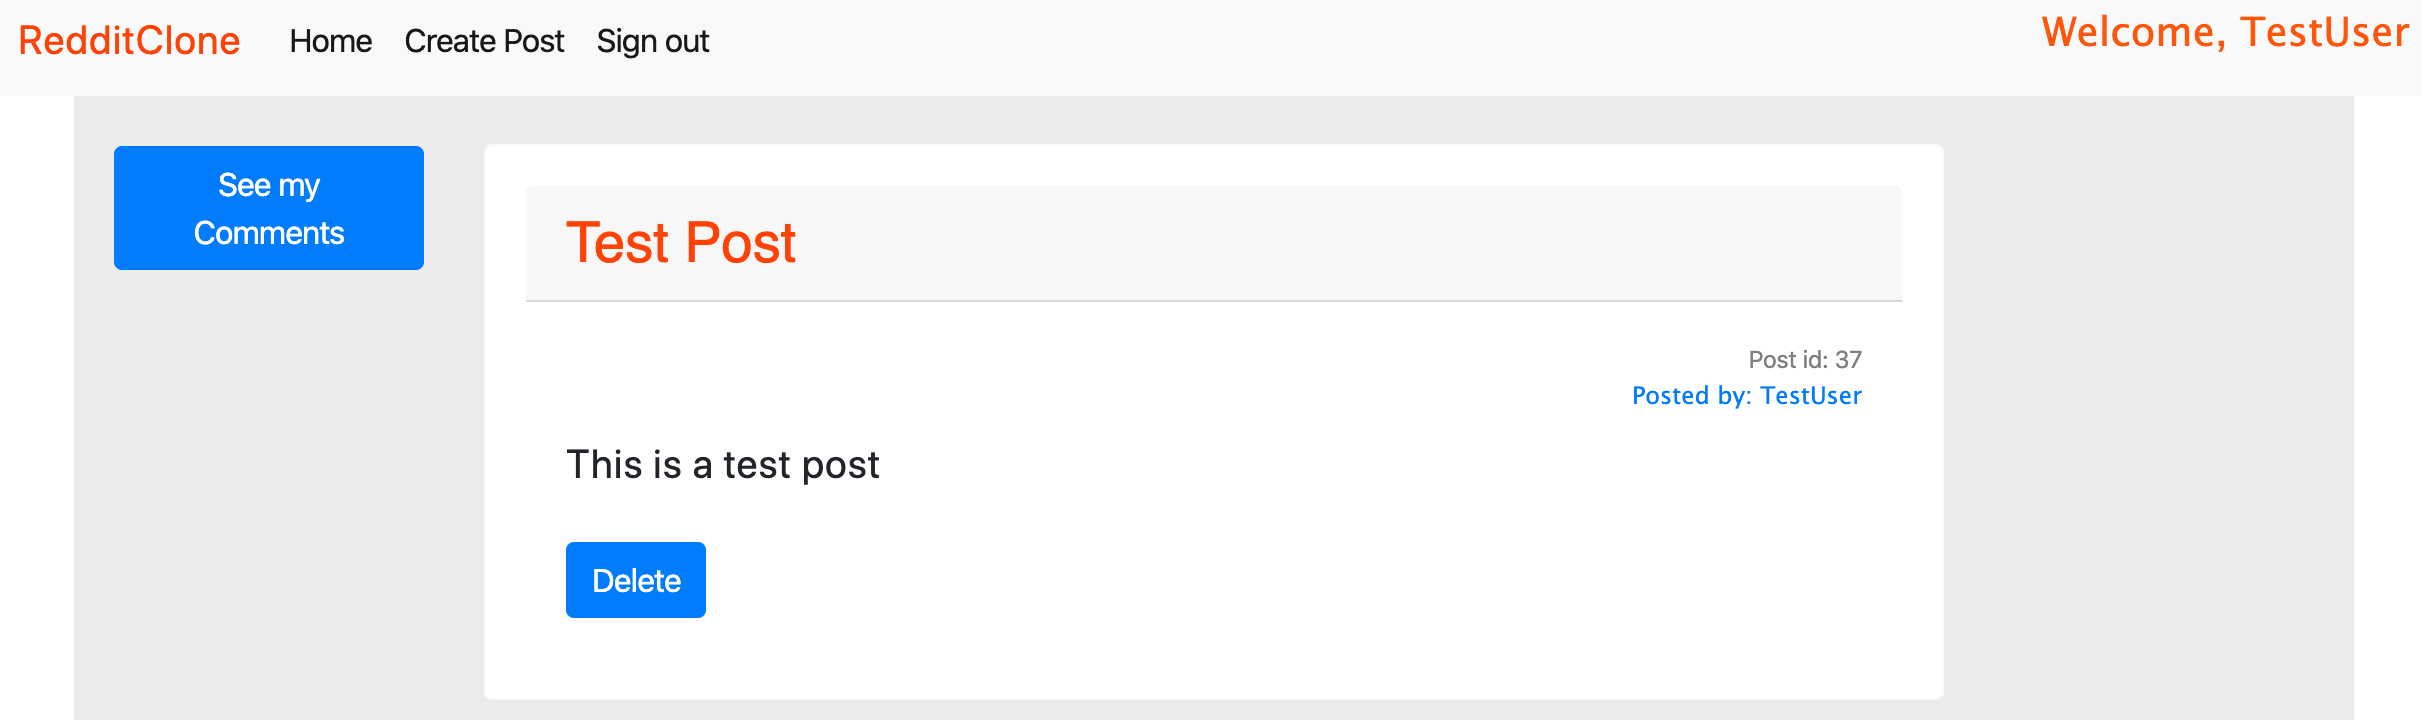 RedditClone Home Create Post Sign out Welcome, TestUser
See my
Comments
Test Post
Post id: 37
Posted by: TestUser
This is a test post
Delete